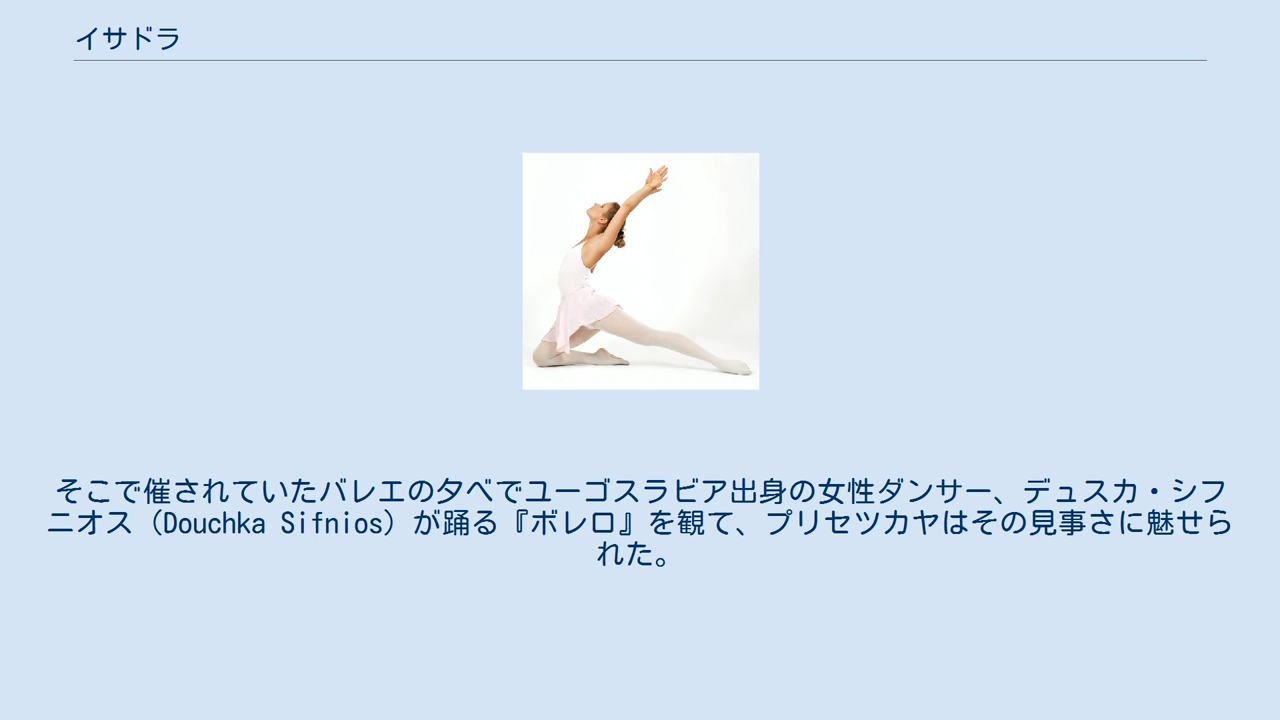 イサドラ
そこで催されていたバレエの夕べでユーゴスラビア出身の女性ダンサー、デュスカ・シフ
ニオス（Douchka Sifnios）が踊る『ボレロ』を観て、プリセツカヤはその見事さに魅せら
れた。